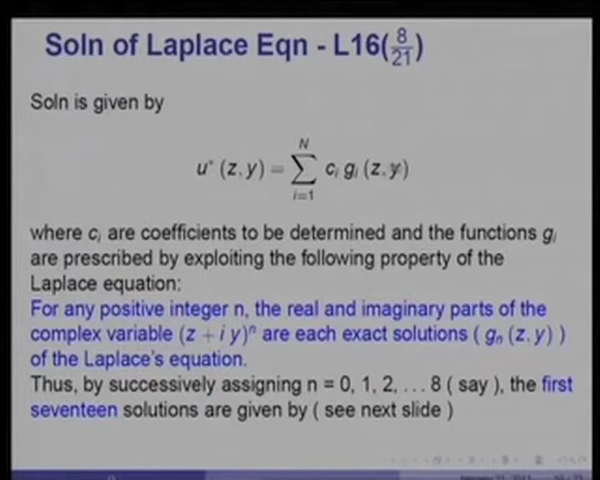 Soln of Laplace Eqn - L16(8/21)
Soln is given by
u* (z, y) = ∑_{i=1}^{N} c_i g_i (z, y)
where c_i are coefficients to be determined and the functions g_i
are prescribed by exploiting the following property of the
Laplace equation:
For any positive integer n, the real and imaginary parts of the
complex variable (z + i y)^n are each exact solutions ( g_n (z, y) )
of the Laplace's equation.
Thus, by successively assigning n = 0, 1, 2, ... 8 ( say ), the first
seventeen solutions are given by ( see next slide )